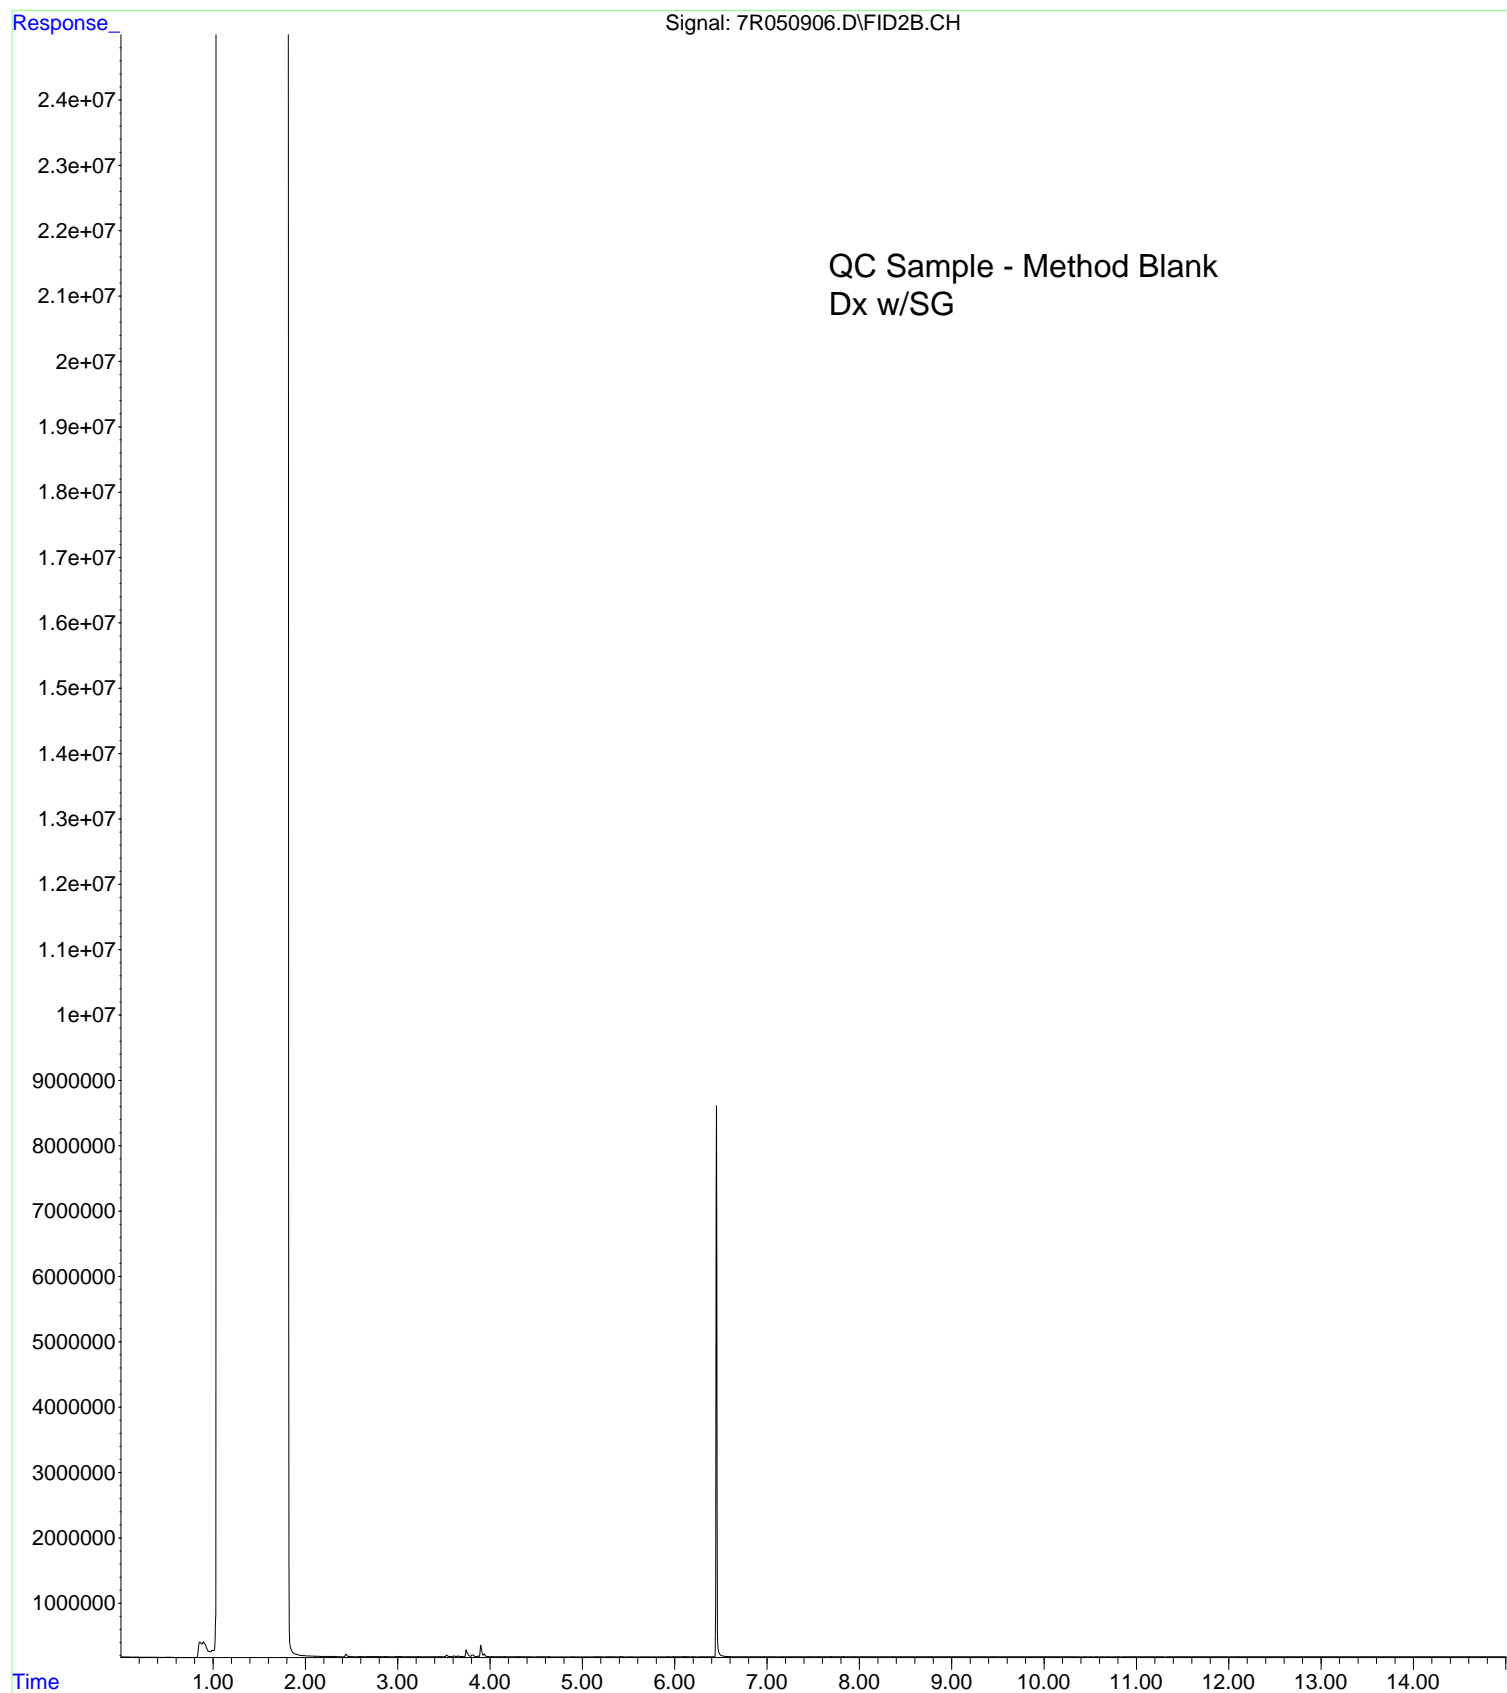 Response_
Signal: 7R050906.D\FID2B.CH
2.4e+07
2.3e+07
2.2e+07
2.1e+07
2e+07
1.9e+07
1.8e+07
1.7e+07
1.6e+07
1.5e+07
1.4e+07
1.3e+07
1.2e+07
1.1e+07
1e+07
9000000
8000000
7000000
6000000
5000000
4000000
3000000
2000000
1000000
QC Sample - Method Blank
Dx w/SG
Time
1.00 2.00 3.00 4.00 5.00 6.00 7.00 8.00 9.00 10.00 11.00 12.00 13.00 14.00